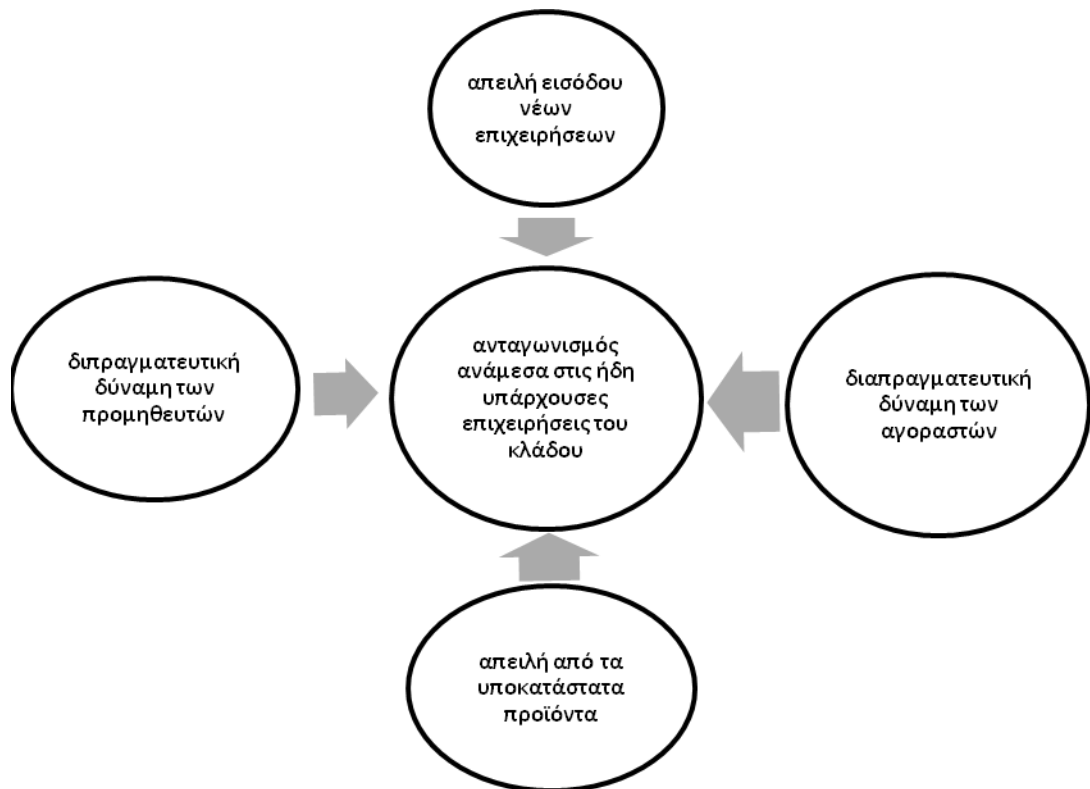 απειλή εισόδου
νέων
επιχειρήσεων
διπραγματευτική
δύναμη των
προμηθευτών
ανταγωνισμός
ανάμεσα στις ήδη
υπάρχουσες
επιχειρήσεις του
κλάδου
διαπραγματευτική
δύναμη των
αγοραστών
απειλή από τα
υποκατάστατα
προϊόντα